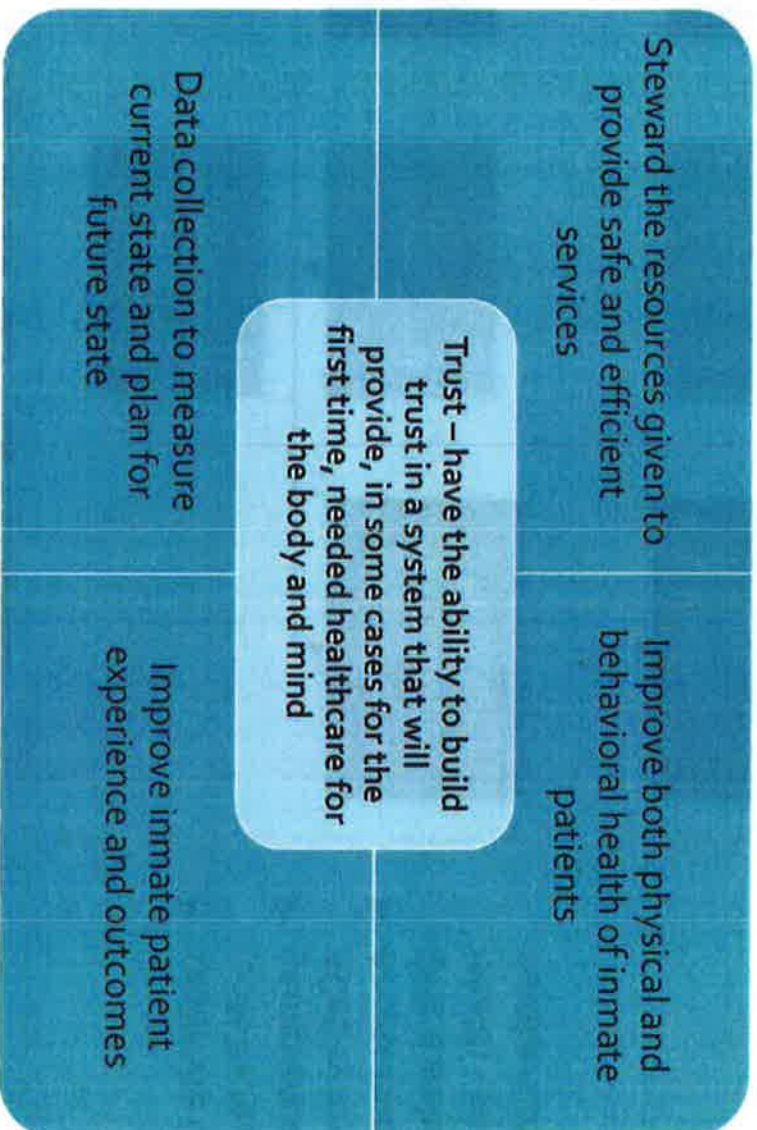 Steward the resources given to
provide safe and efficient
services
Improve both physical and
behavioral health of inmate
patients
Trust – have the ability to build
trust in a system that will
provide, in some cases for the
first time, needed healthcare for
the body and mind
Data collection to measure
current state and plan for
future state
Improve inmate patient
experience and outcomes